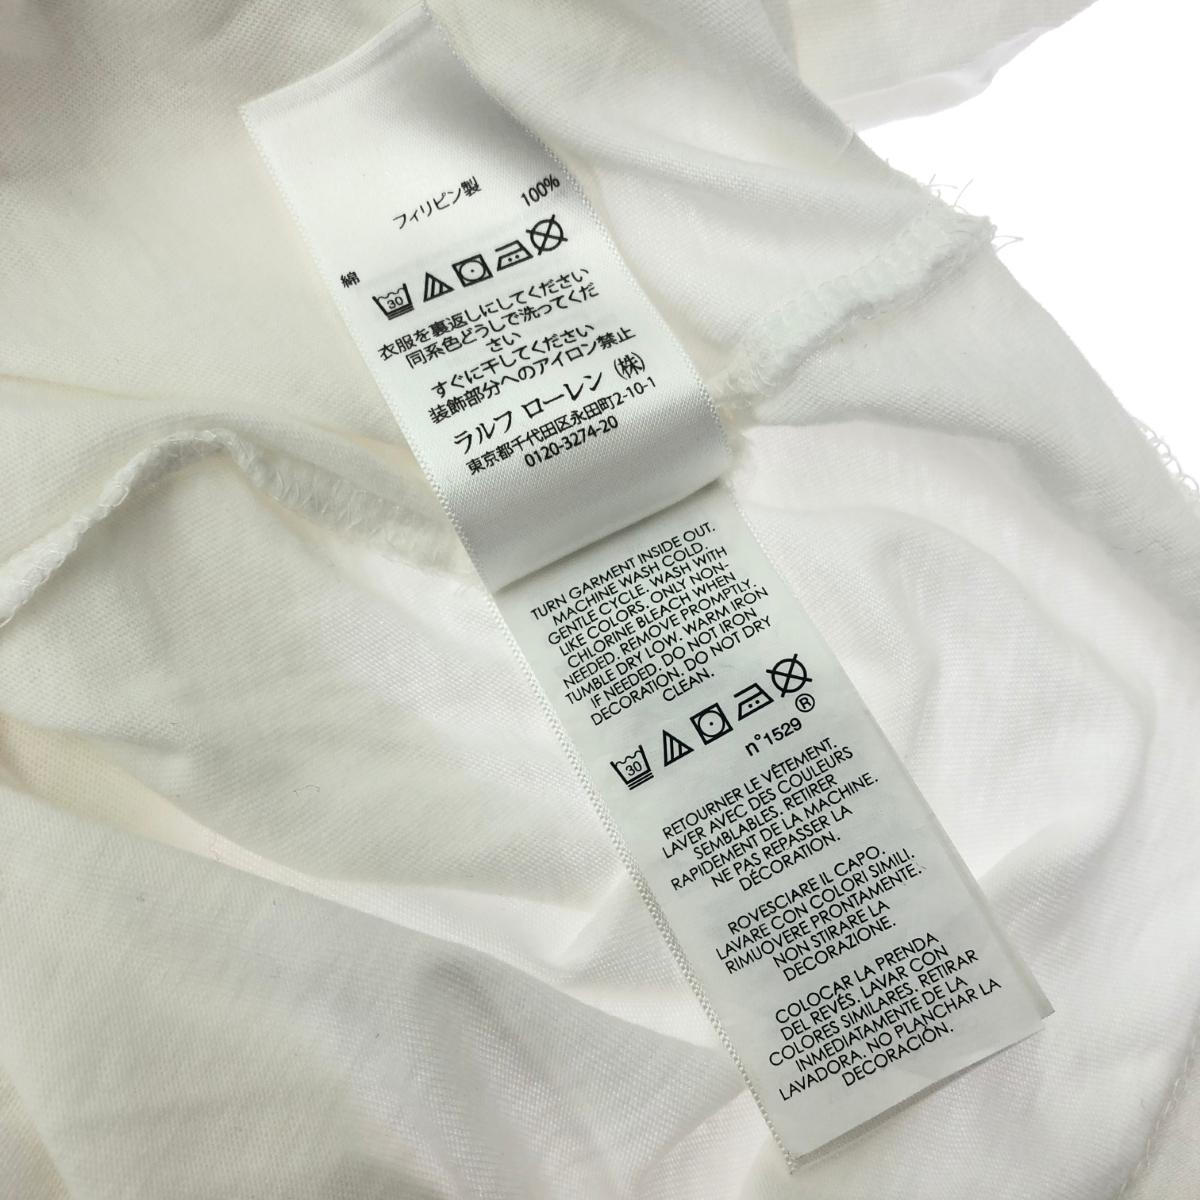 フィリピン製
綿 100%
30
衣服を裏返しにしてください
同系色どうしで洗ってくだ
さい
すぐに干してください
装飾部分へのアイロン禁止
ラルフ ローレン (株)
東京都千代田区永田町2-10-1
0120-3274-20
TURN GARMENT INSIDE OUT.
MACHINE WASH COLD,
GENTLE CYCLE. WASH WITH
LIKE COLORS. ONLY NON-
CHLORINE BLEACH WHEN
NEEDED. REMOVE PROMPTLY.
TUMBLE DRY LOW. WARM IRON
IF NEEDED. DO NOT IRON
DECORATION. DO NOT DRY
CLEAN.
30
n°1529 ®
RETOURNER LE VÊTEMENT.
LAVER AVEC DES COULEURS
SEMBLABLES. RETIRER
RAPIDEMENT DE LA MACHINE.
NE PAS REPASSER LA
DÉCORATION.
ROVESCIARE IL CAPO.
LAVARE CON COLORI SIMILI.
RIMUOVERE PRONTAMENTE.
NON STIRARE LA
DECORAZIONE.
COLOCAR LA PRENDA
DEL REVÉS. LAVAR CON
COLORES SIMILARES. RETIRAR
INMEDIATAMENTE DE LA
LAVADORA. NO PLANCHAR LA
DECORACIÓN.